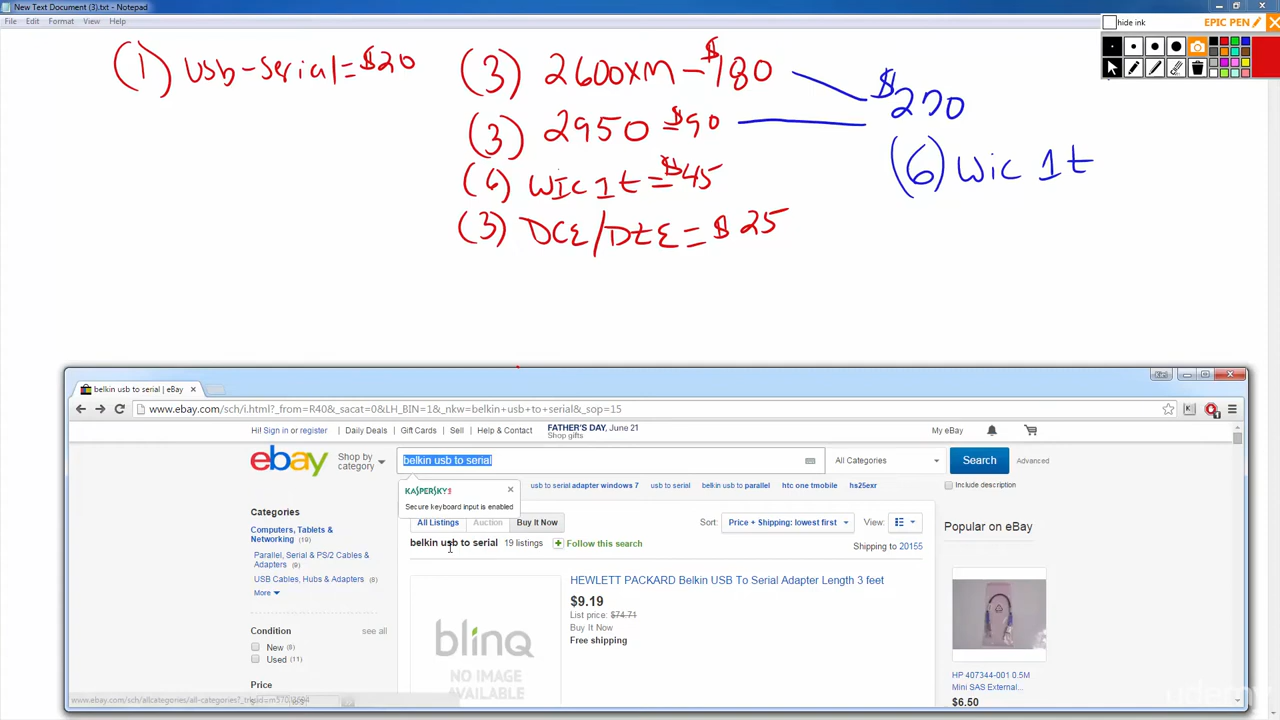 New Text Document (3).txt - Notepad
File Edit Format View Help
hide ink
EPIC PEN
(1) USB-Serial=$20
(3) 2600XM-$180
(3) 2950=$90
$270
(6) Wic 1t=$45
(6) Wic 1t
(3) DCE/DtE=$25
belkin usb to serial | eBay
www.ebay.com/sch/i.html?_from=R40&_sacat=0&LH_BIN=1&_nkw=belkin+usb+to+serial&_sop=15
Hi! Sign in or register
Daily Deals
Gift Cards
Sell
Help & Contact
FATHER'S DAY, June 21
Shop gifts
My eBay
ebay
Shop by
category
belkin usb to serial
All Categories
Search
Advanced
KASPERSKY
Secure keyboard input is enabled
usb to serial adapter windows 7
usb to serial
belkin usb to parallel
htc one tmobile
hs25exr
Include description
Categories
Computers, Tablets &
Networking (19)
Parallel, Serial & PS/2 Cables &
Adapters (9)
USB Cables, Hubs & Adapters (8)
More
Condition
see all
New (8)
Used (11)
Price
All Listings
Auction
Buy It Now
Sort: Price + Shipping: lowest first
View:
belkin usb to serial 19 listings
Follow this search
Shipping to 20155
HEWLETT PACKARD Belkin USB To Serial Adapter Length 3 feet
$9.19
List price: $74.71
Buy It Now
Free shipping
blinq
NO IMAGE
AVAILABLE
Popular on eBay
HP 407344-001 0.5M
Mini SAS External...
$6.50
udemy